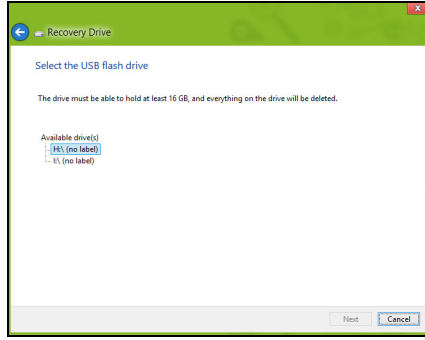 x
Recovery Drive
Select the USB flash drive
The drive must be able to hold at least 16 GB, and everything on the drive will be deleted.
Available drive(s)
H:\ (no label)
I:\ (no label)
Next Cancel